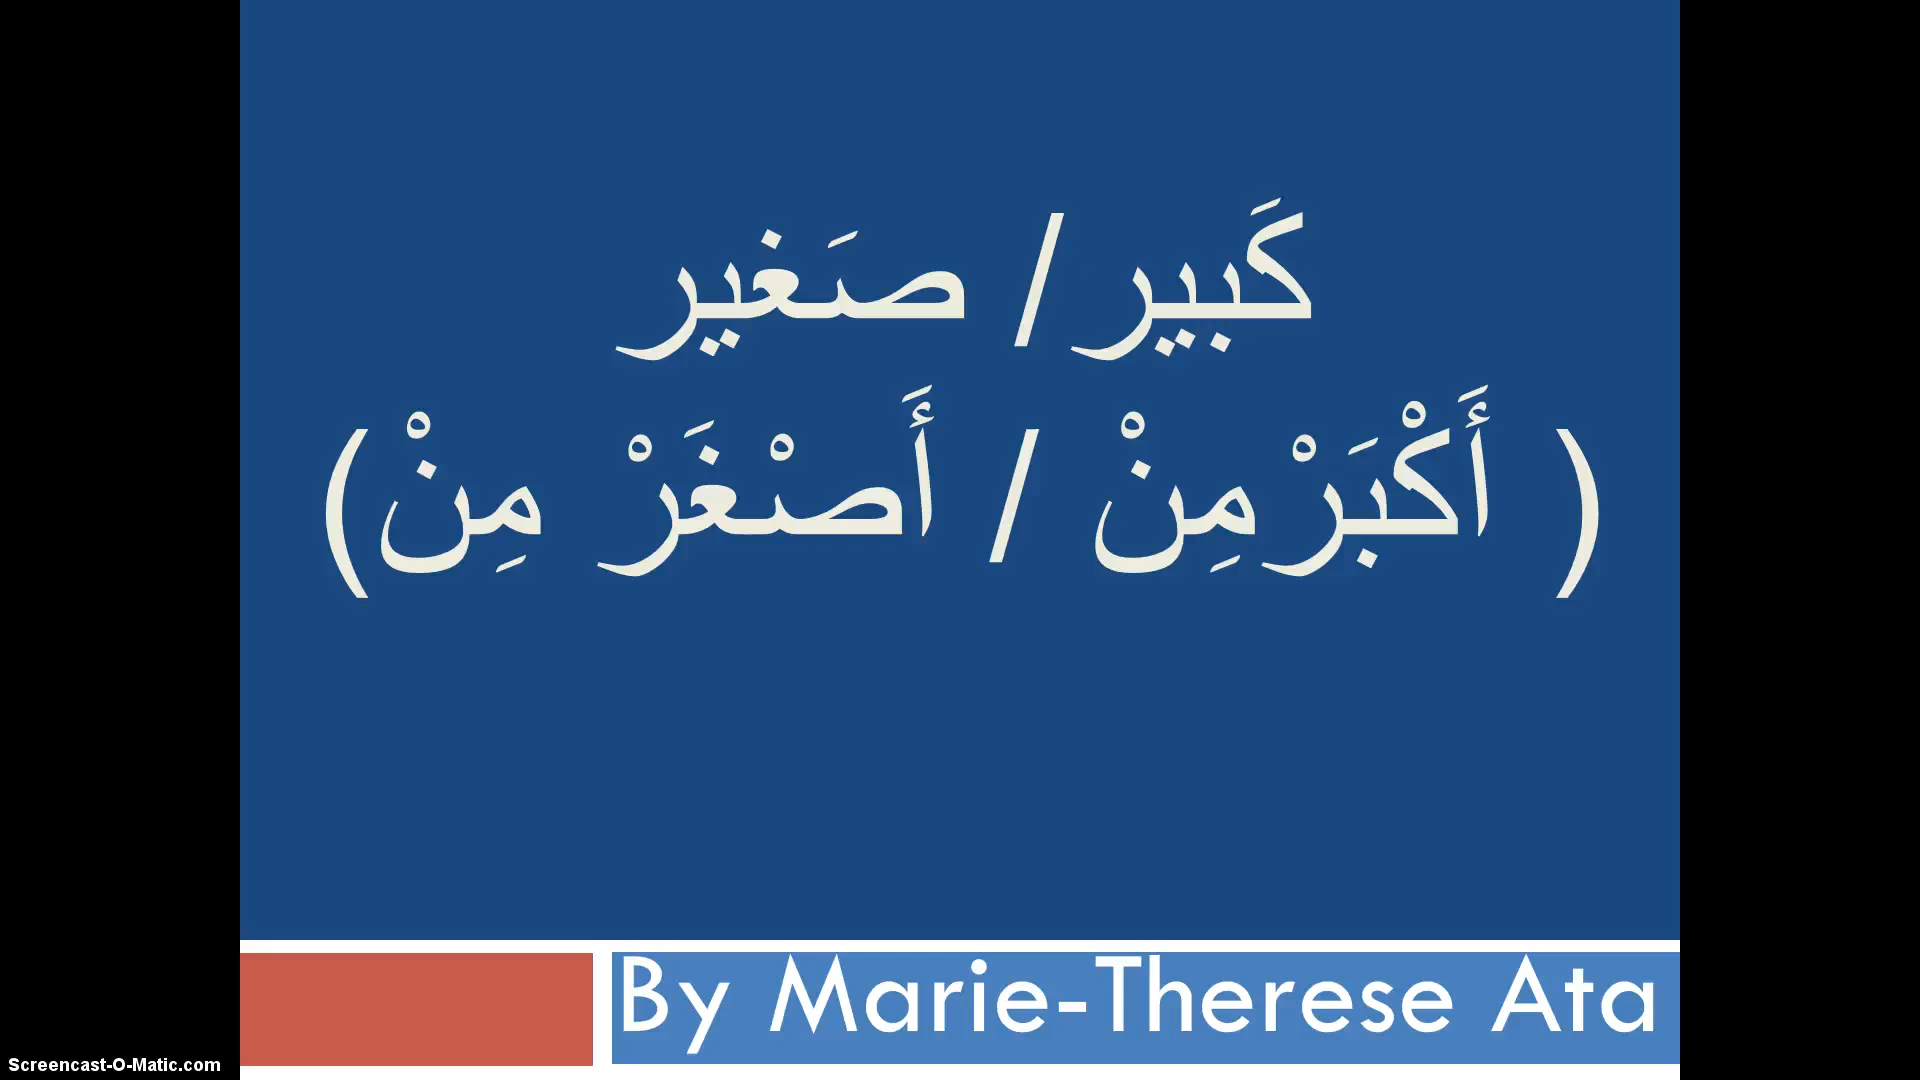 كَبير/ صَغير
( أَكْبَرْمِنْ / أَصْغَرْ مِنْ)
By Marie-Therese Ata
Screencast-O-Matic.com